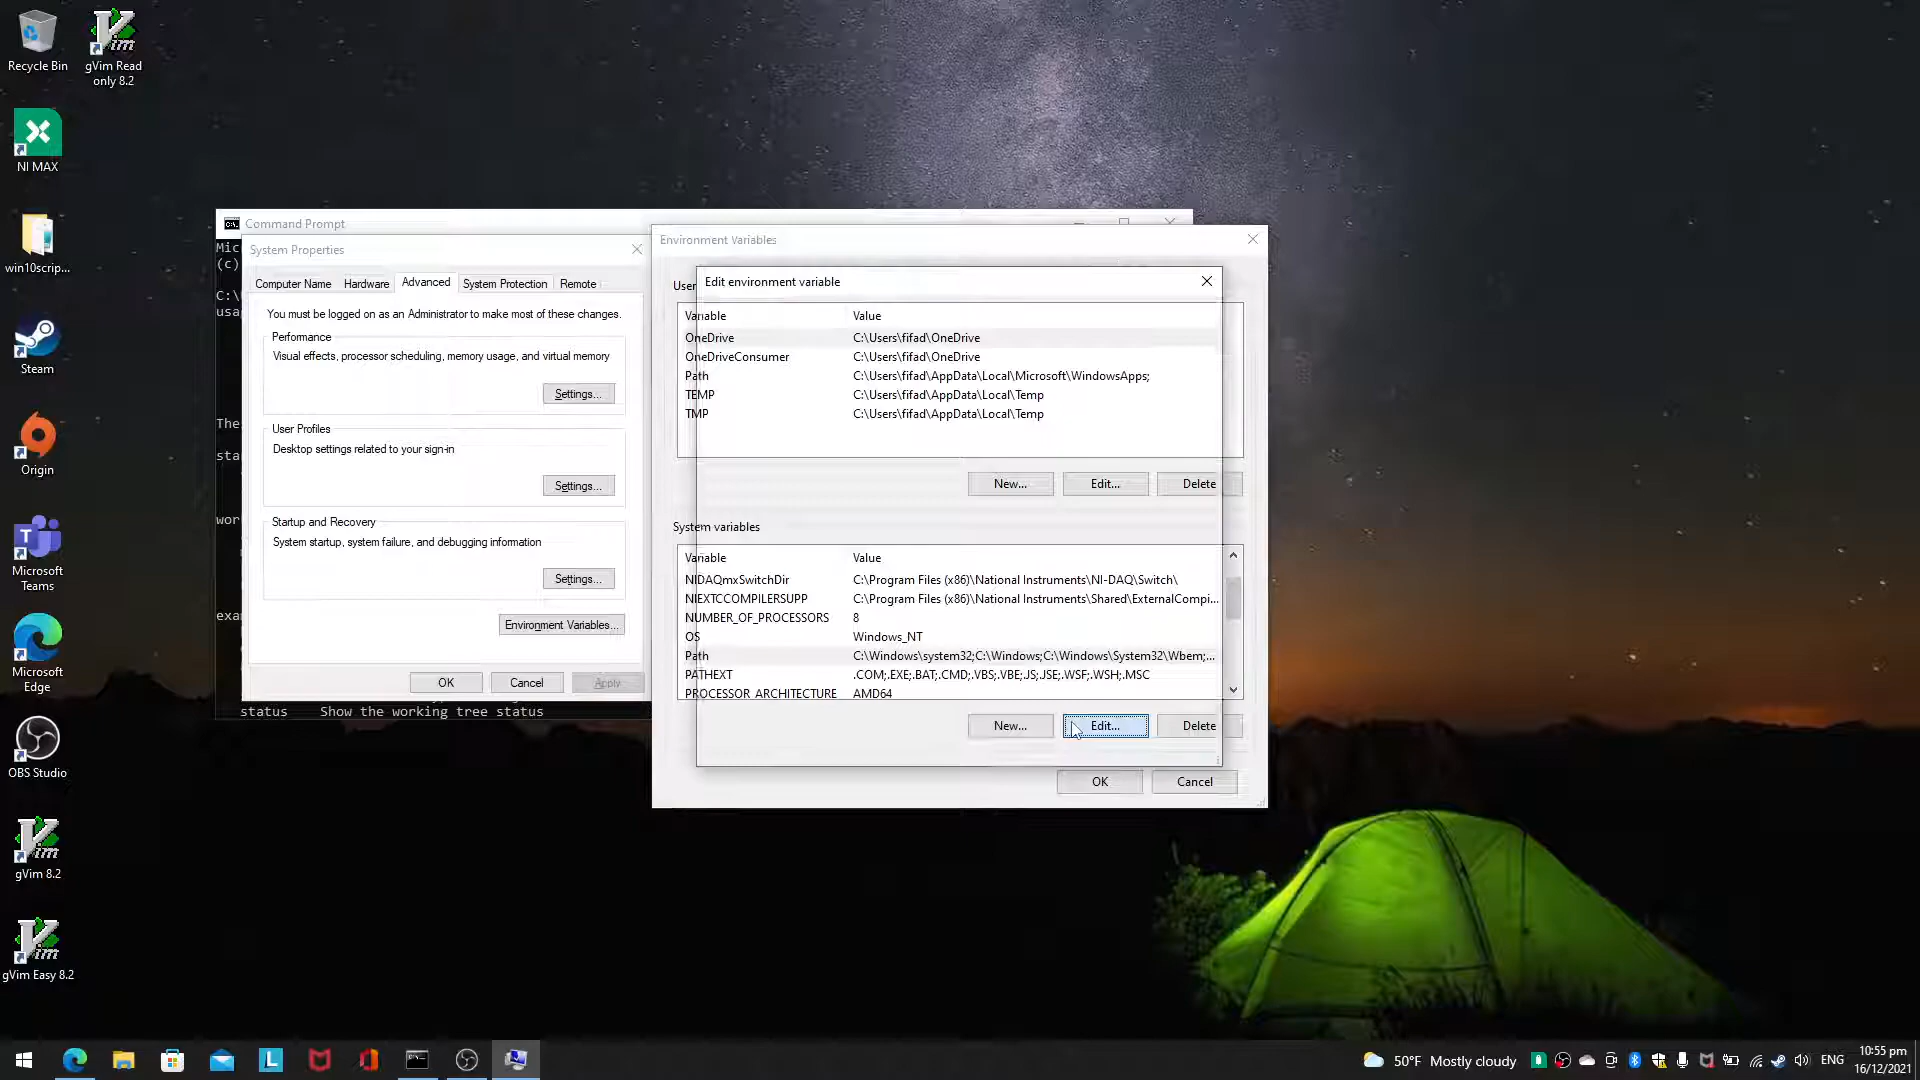 Recycle Bin
gVim Read
only 8.2
NI MAX
win10scrip...
Steam
Origin
Microsoft
Teams
Microsoft
Edge
OBS Studio
gVim 8.2
gVim Easy 8.2
Command Prompt
Mic
(c)
C:\
usa
The
sta
wor
exa
status Show the working tree status
System Properties
Computer Name Hardware Advanced System Protection Remote
You must be logged on as an Administrator to make most of these changes.
Performance
Visual effects, processor scheduling, memory usage, and virtual memory
Settings...
User Profiles
Desktop settings related to your sign-in
Settings...
Startup and Recovery
System startup, system failure, and debugging information
Settings...
Environment Variables...
OK Cancel Apply
Environment Variables
Edit environment variable
User
Variable Value
OneDrive C:\Users\fifad\OneDrive
OneDriveConsumer C:\Users\fifad\OneDrive
Path C:\Users\fifad\AppData\Local\Microsoft\WindowsApps;
TEMP C:\Users\fifad\AppData\Local\Temp
TMP C:\Users\fifad\AppData\Local\Temp
New... Edit... Delete
System variables
Variable Value
NIDAQmxSwitchDir C:\Program Files (x86)\National Instruments\NI-DAQ\Switch\
NIEXTCCOMPILERSUPP C:\Program Files (x86)\National Instruments\Shared\ExternalCompi...
NUMBER_OF_PROCESSORS 8
OS Windows_NT
Path C:\Windows\system32;C:\Windows;C:\Windows\System32\Wbem;...
PATHEXT .COM;.EXE;.BAT;.CMD;.VBS;.VBE;.JS;.JSE;.WSF;.WSH;.MSC
PROCESSOR_ARCHITECTURE AMD64
New... Edit... Delete
OK Cancel
50°F Mostly cloudy ENG
10:55 pm
16/12/2021